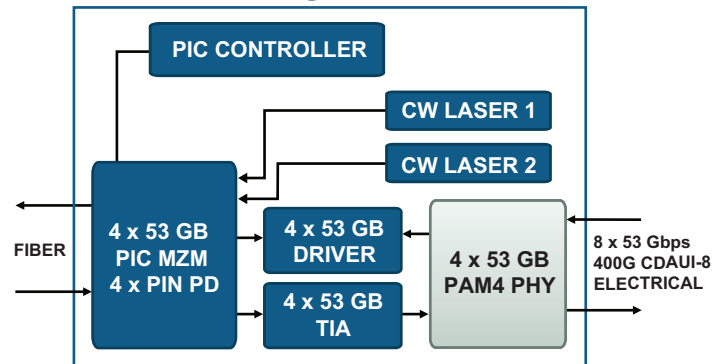 PIC CONTROLLER
CW LASER 1
CW LASER 2
4 x 53 GB
PIC MZM
4 x PIN PD
4 x 53 GB
DRIVER
4 x 53 GB
TIA
4 x 53 GB
PAM4 PHY
FIBER
8 x 53 Gbps
400G CDAUI-8
ELECTRICAL